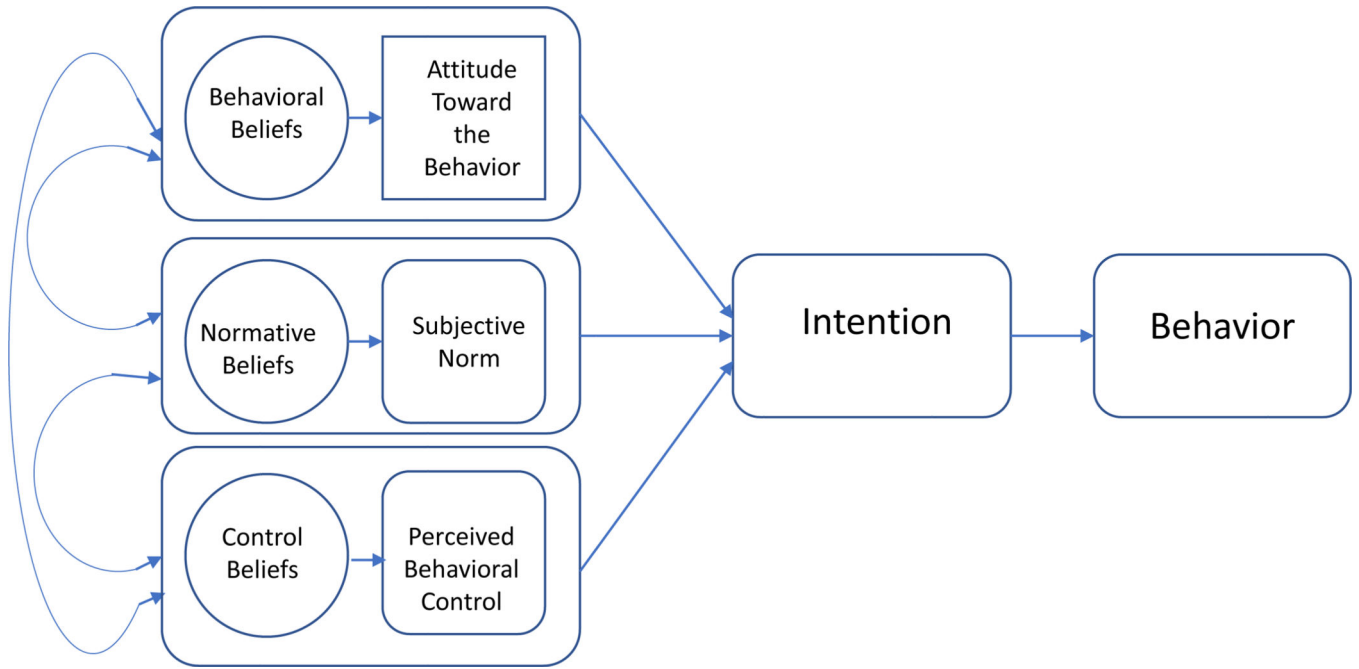 Behavioral
Beliefs
Attitude
Toward
the
Behavior
Normative
Beliefs
Subjective
Norm
Control
Beliefs
Perceived
Behavioral
Control
Intention
Behavior